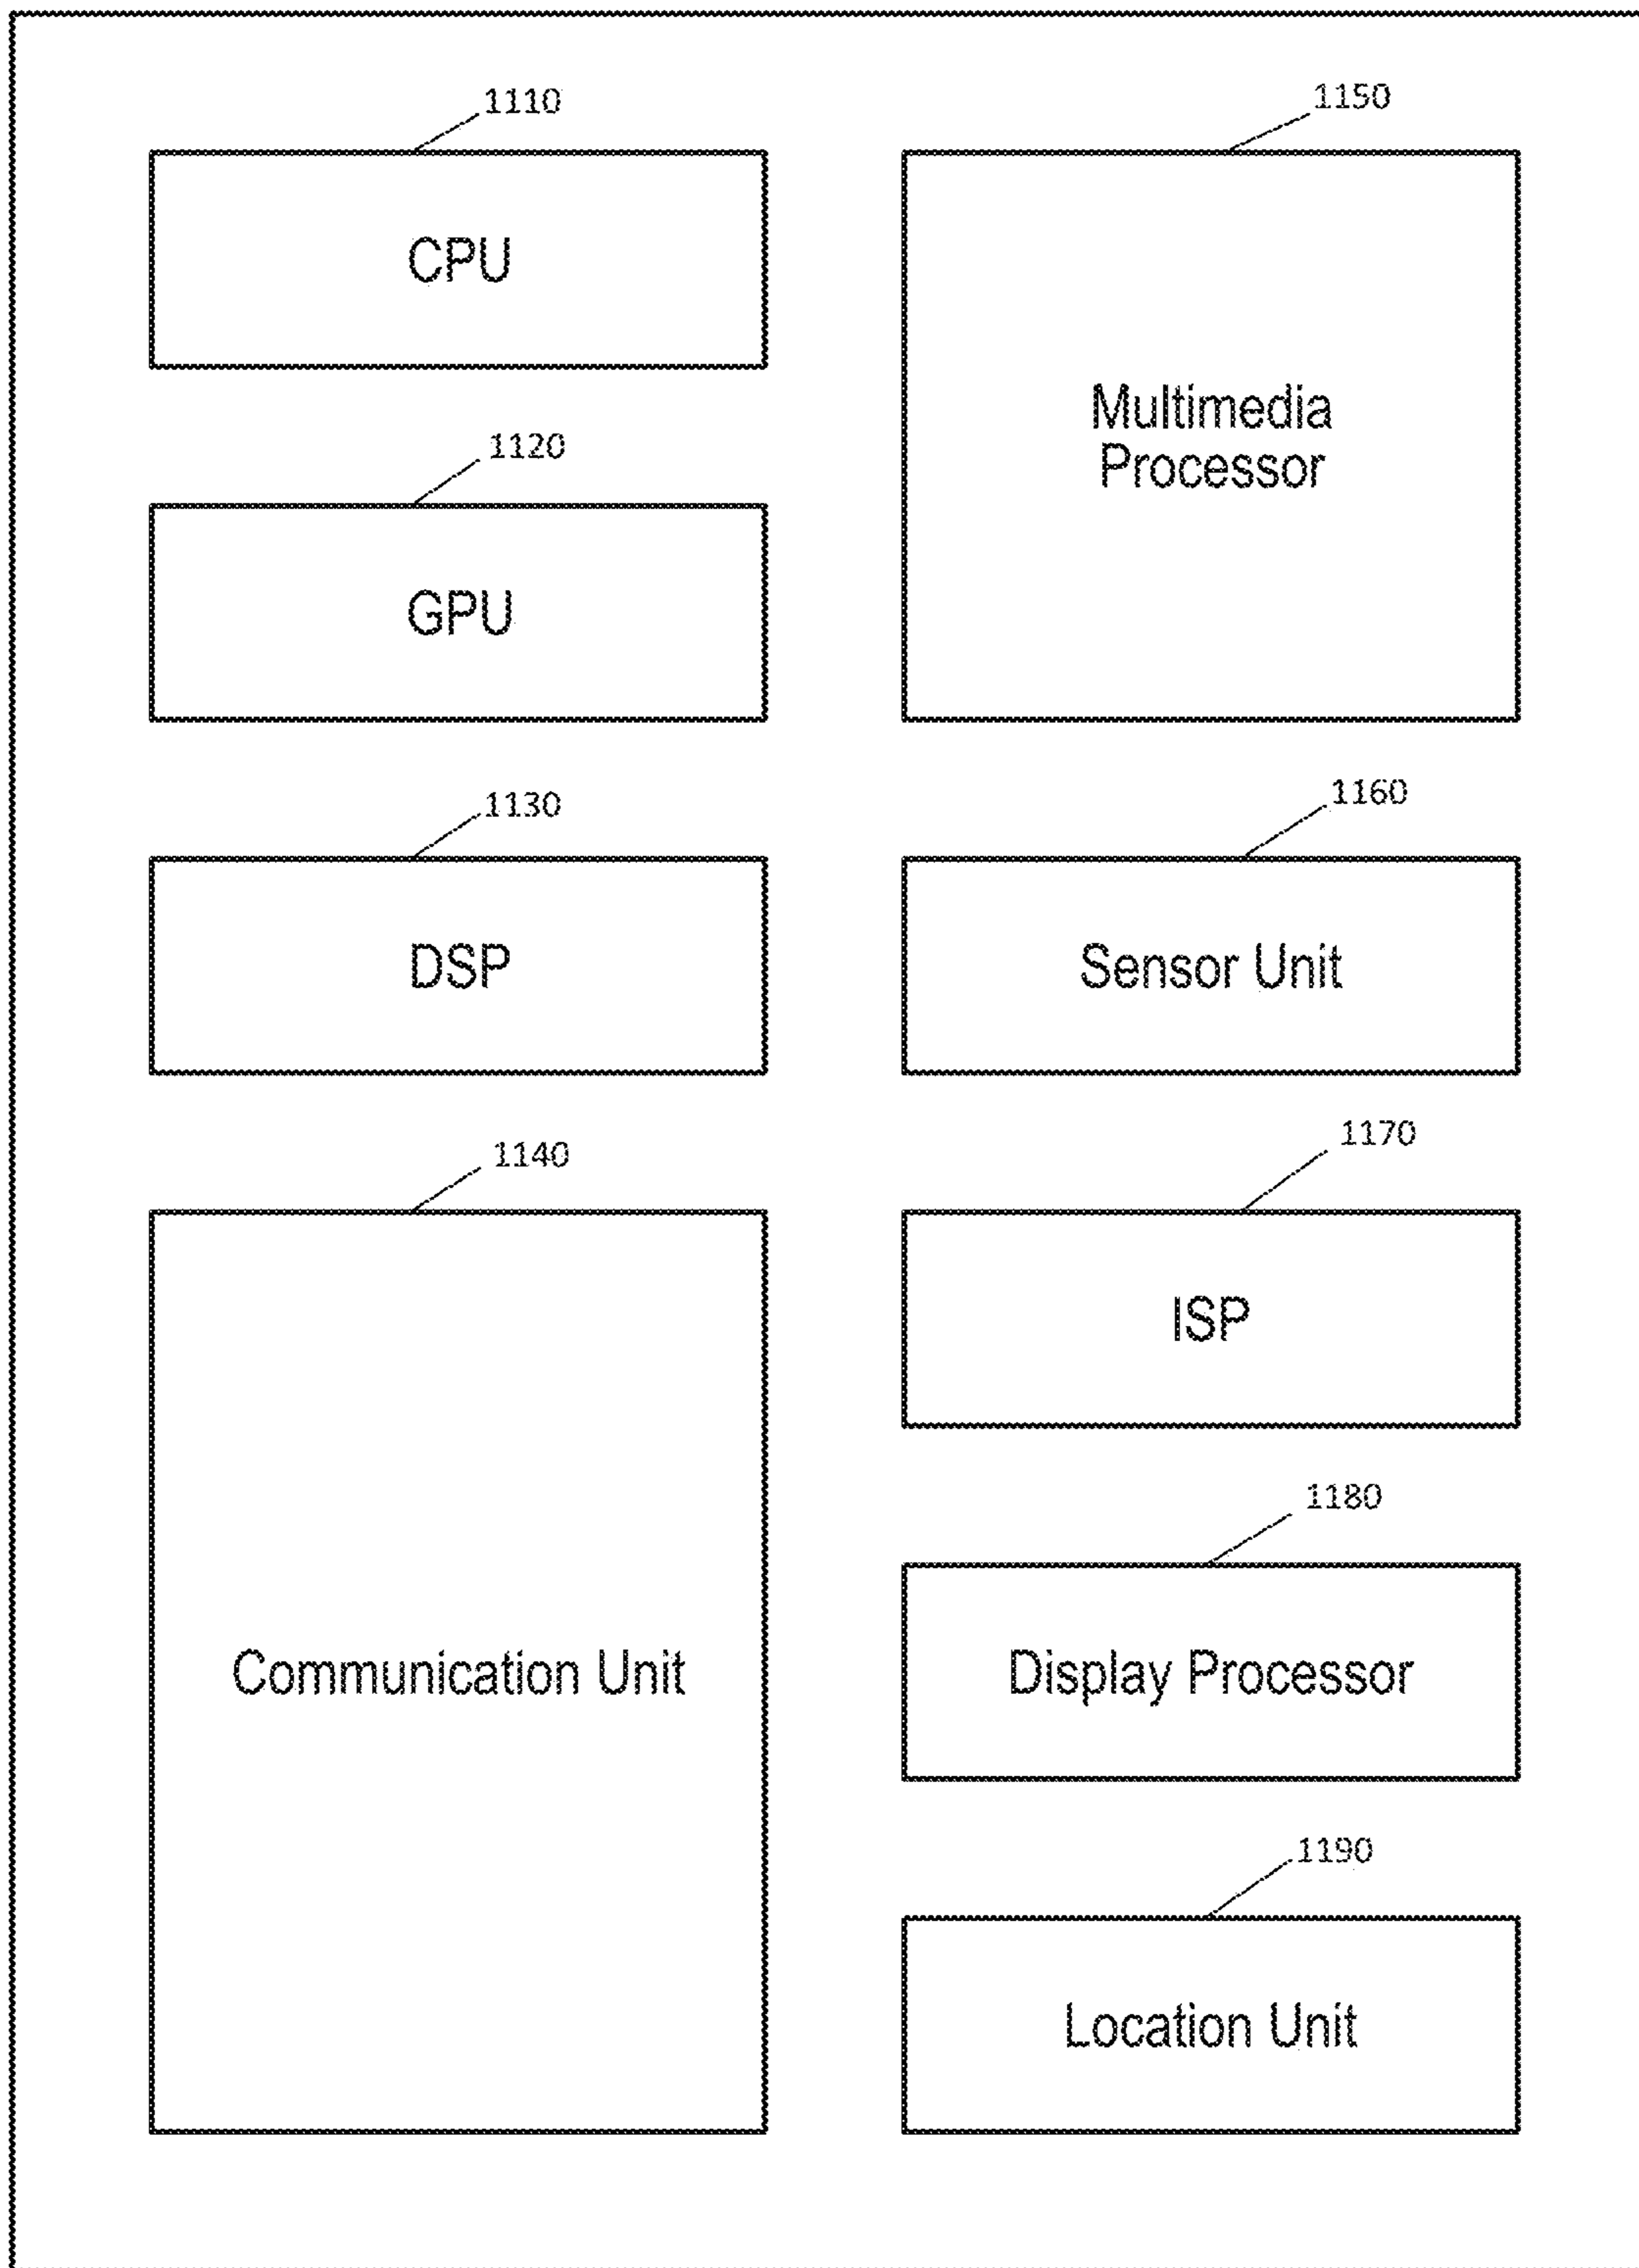 1110
CPU
1120
GPU
1130
DSP
1140
Communication Unit
1150
Multimedia
Processor
1160
Sensor Unit
1170
ISP
1180
Display Processor
1190
Location Unit